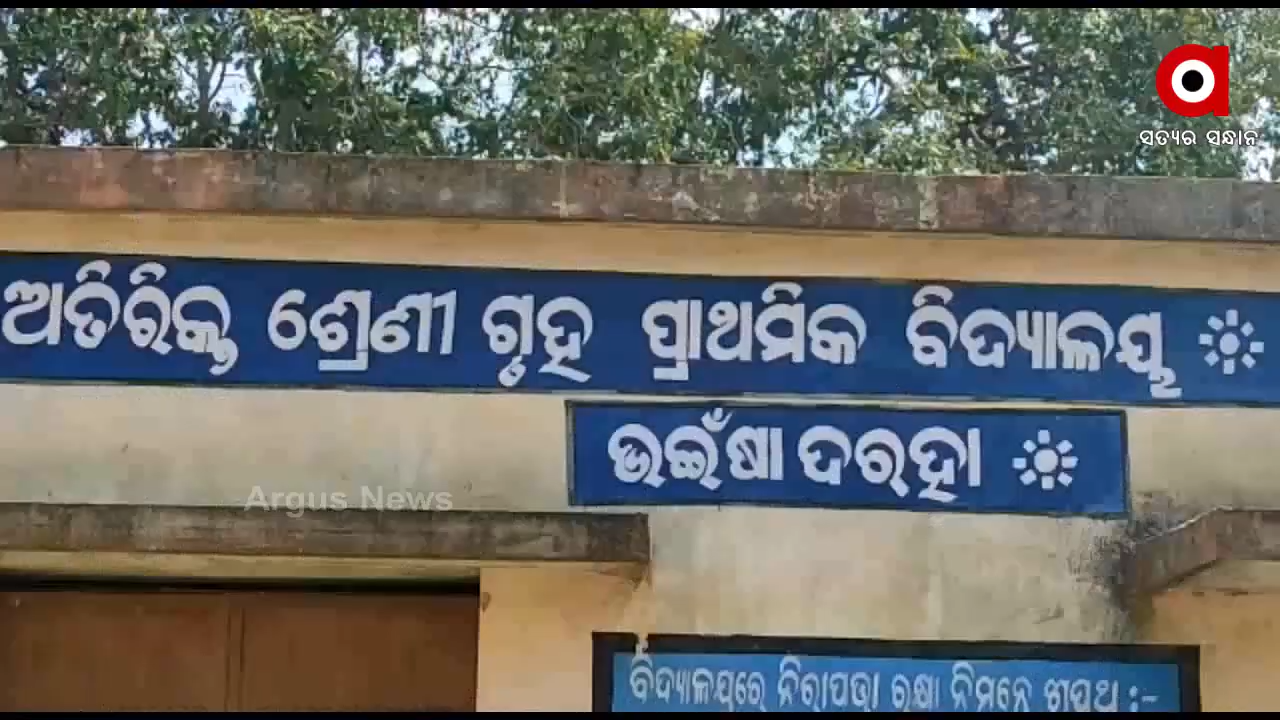 ସତ୍ୟର ସନ୍ଧାନ
ଅତିରିକ୍ତ ଶ୍ରେଣୀ ଗୃହ ପ୍ରାଥମିକ ବିଦ୍ୟାଳୟ
ଭଇଁଷା ଦରହା
Argus News
ବିଦ୍ୟାଳୟରେ ନିରାପତ୍ତା ରକ୍ଷା ନିମନ୍ତେ ଶପଥ :-